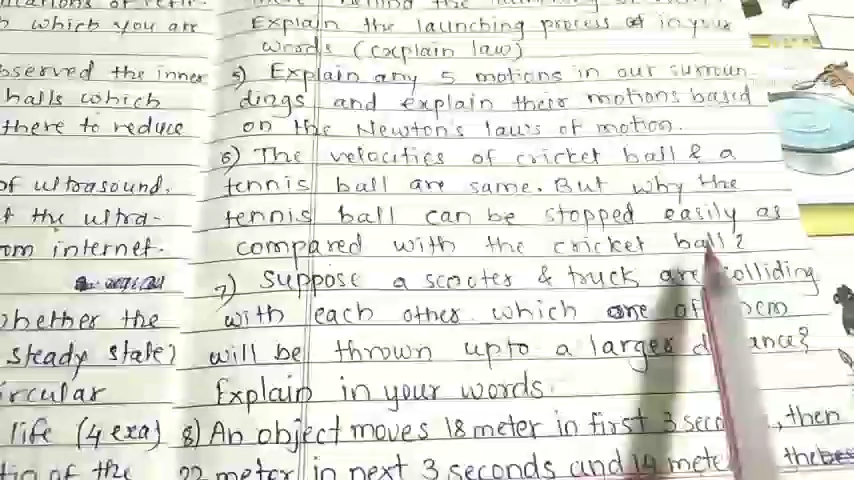 which you are
observed the inner
balls which
there to reduce
of ultrasound.
the ultra-
om internet.
whether the
steady state?
circular
life (4 exa)
of the
Explain the launching process of in your
words (explain law)
5) Explain any 5 motions in our surroun-
dings and explain their motions based
on the Newton's laws of motion.
6) The velocities of cricket ball & a
tennis ball are same. But why the
tennis ball can be stopped easily as
compared with the cricket ball?
7) Suppose a scooter & truck are colliding
with each other which one of them
will be thrown upto a larger distance?
Explain in your words.
8) An object moves 18 meter in first 3 seconds, then
22 meter in next 3 seconds and 14 meter